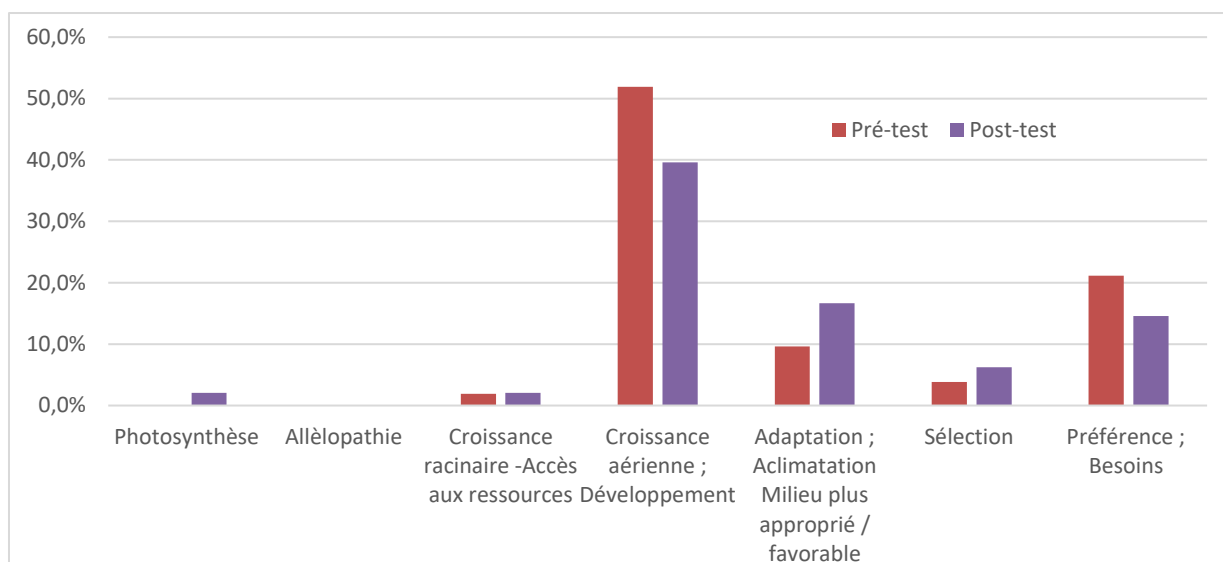 60,0%
50,0%
40,0%
30,0%
20,0%
10,0%
0,0%
Pré-test
Post-test
Photosynthèse
Allèlopathie
Croissance
racinaire -Accès
aux ressources
Croissance
aérienne ;
Développement
Adaptation ;
Aclimatation
Milieu plus
approprié /
favorable
Sélection
Préférence ;
Besoins